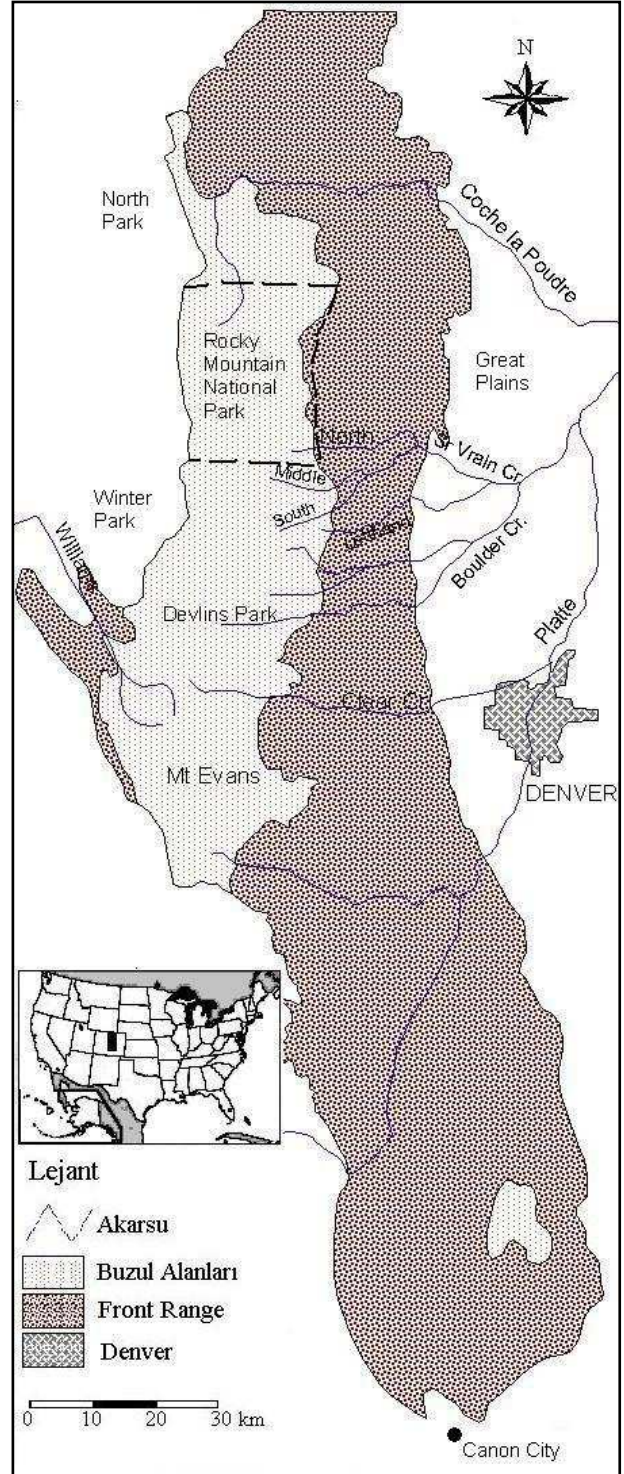 N
Coche la Poudre
North
Park
Rocky
Mountain
National
Park
Great
Plains
North
St Vrain Cr.
Middle
Winter
Park
South
Boulder Cr.
Williams
Devlins Park
Platte
Clear Cr.
Mt Evans
DENVER
Lejant
Akarsu
Buzul Alanları
Front Range
Denver
0 10 20 30 km
Canon City